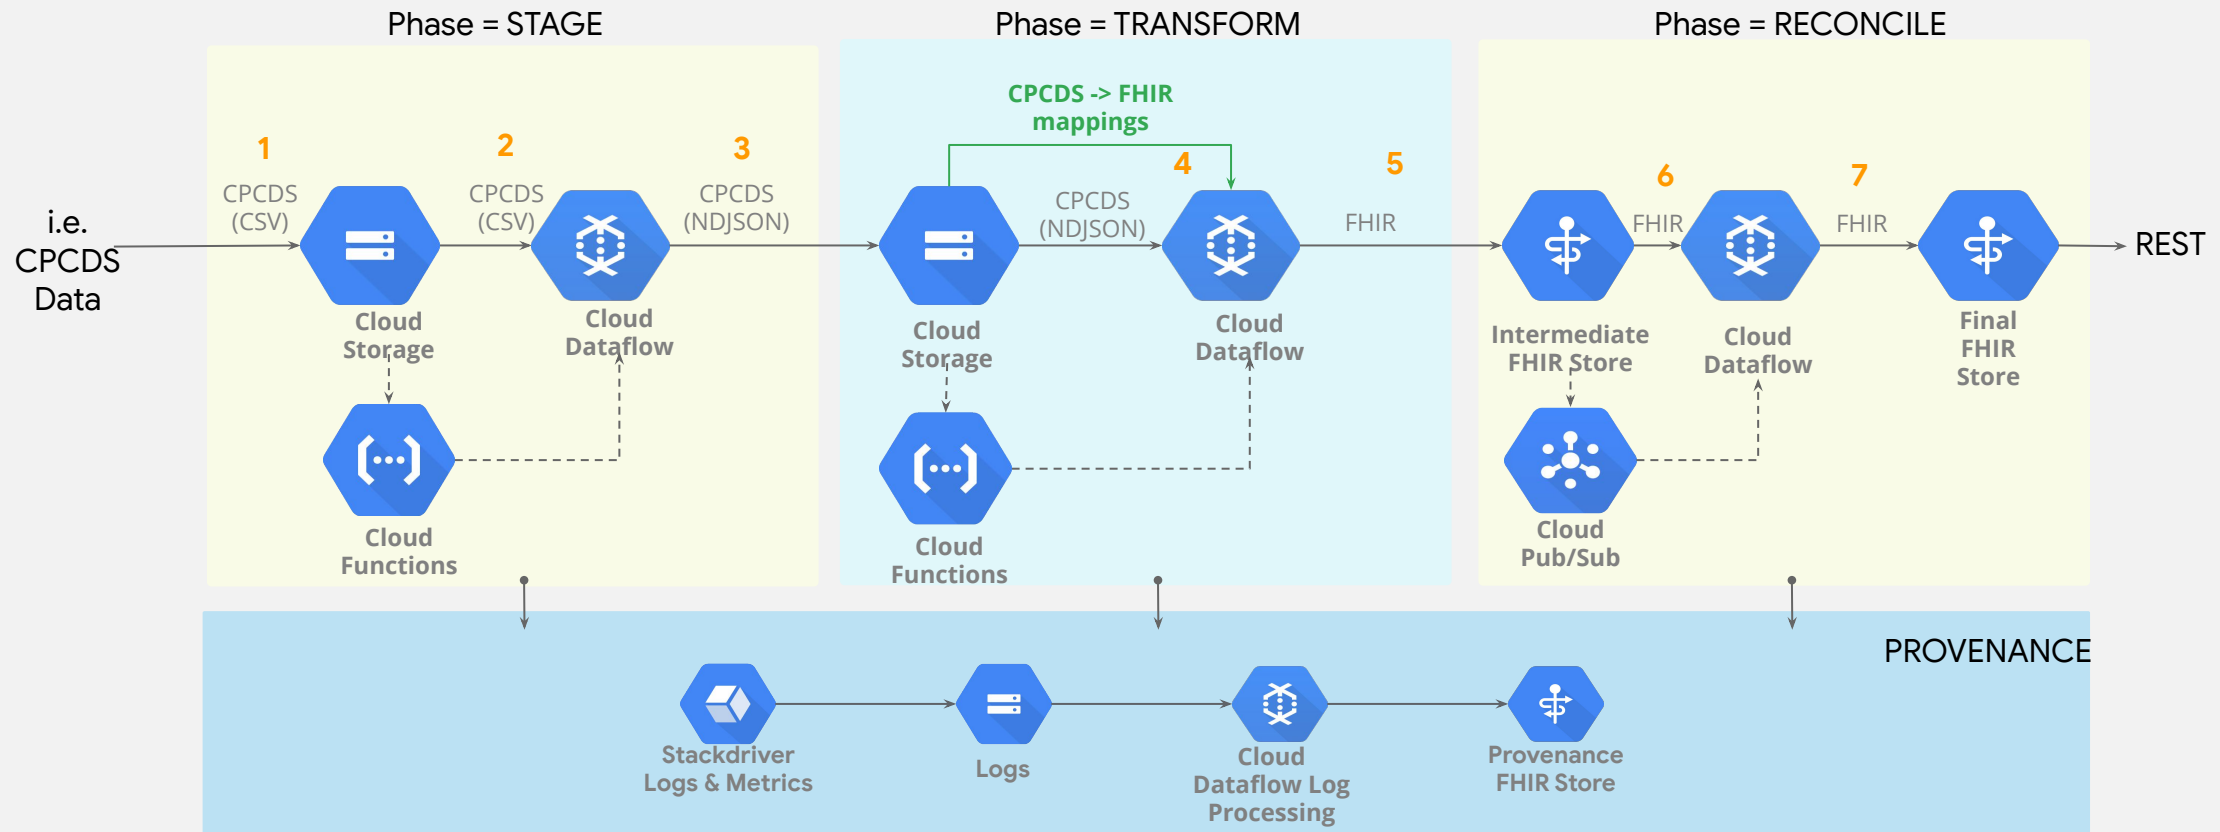 Phase = STAGE
Phase = TRANSFORM
Phase = RECONCILE
i.e.
CPCDS
Data
1
CPCDS
(CSV)
2
CPCDS
(CSV)
3
CPCDS
(NDJSON)
Cloud
Storage
Cloud
Dataflow
Cloud
Functions
CPCDS -> FHIR
mappings
CPCDS
(NDJSON)
4
5
FHIR
Cloud
Storage
Cloud
Dataflow
Cloud
Functions
6
FHIR
7
FHIR
REST
Intermediate
FHIR Store
Cloud
Dataflow
Final
FHIR
Store
Cloud
Pub/Sub
PROVENANCE
Stackdriver
Logs & Metrics
Logs
Cloud
Dataflow Log
Processing
Provenance
FHIR Store